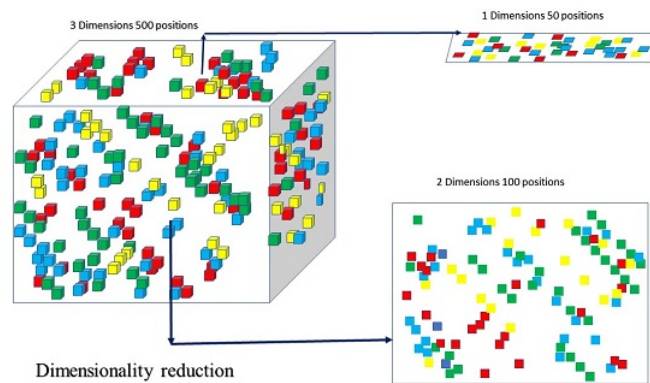 3 Dimensions 500 positions
1 Dimensions 50 positions
2 Dimensions 100 positions
Dimensionality reduction